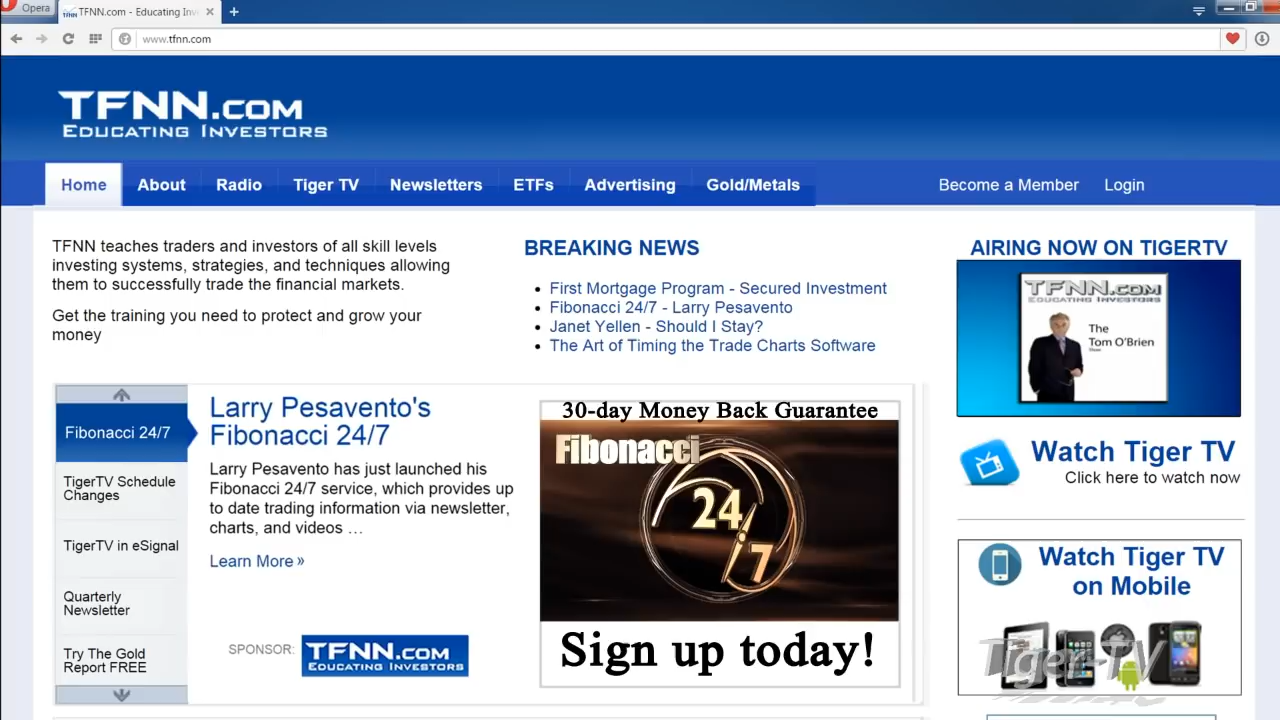 Opera
TFNN.com - Educating Inv
www.tfnn.com
TFNN.COM
EDUCATING INVESTORS
Home
About
Radio
Tiger TV
Newsletters
ETFs
Advertising
Gold/Metals
Become a Member
Login
TFNN teaches traders and investors of all skill levels
investing systems, strategies, and techniques allowing
them to successfully trade the financial markets.
Get the training you need to protect and grow your
money
BREAKING NEWS
• First Mortgage Program - Secured Investment
• Fibonacci 24/7 - Larry Pesavento
• Janet Yellen - Should I Stay?
• The Art of Timing the Trade Charts Software
AIRING NOW ON TIGERTV
TFNN.COM
EDUCATING INVESTORS
The
Tom O'Brien
Show
Watch Tiger TV
Click here to watch now
Watch Tiger TV
on Mobile
Tiger-TV
Fibonacci 24/7
TigerTV Schedule
Changes
TigerTV in eSignal
Quarterly
Newsletter
Try The Gold
Report FREE
Larry Pesavento's
Fibonacci 24/7
Larry Pesavento has just launched his
Fibonacci 24/7 service, which provides up
to date trading information via newsletter,
charts, and videos …
Learn More »
SPONSOR:
TFNN.COM
EDUCATING INVESTORS
30-day Money Back Guarantee
Fibonacci
24
7
Sign up today!